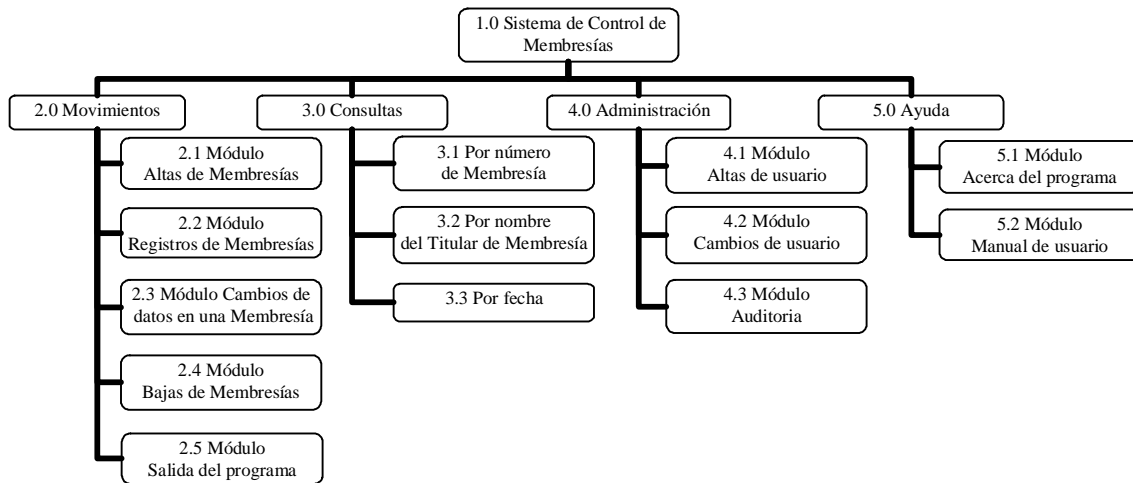 1.0 Sistema de Control de
Membresías
2.0 Movimientos
3.0 Consultas
4.0 Administración
5.0 Ayuda
2.1 Módulo
Altas de Membresías
2.2 Módulo
Registros de Membresías
2.3 Módulo Cambios de
datos en una Membresía
2.4 Módulo
Bajas de Membresías
2.5 Módulo
Salida del programa
3.1 Por número
de Membresía
3.2 Por nombre
del Titular de Membresía
3.3 Por fecha
4.1 Módulo
Altas de usuario
4.2 Módulo
Cambios de usuario
4.3 Módulo
Auditoria
5.1 Módulo
Acerca del programa
5.2 Módulo
Manual de usuario